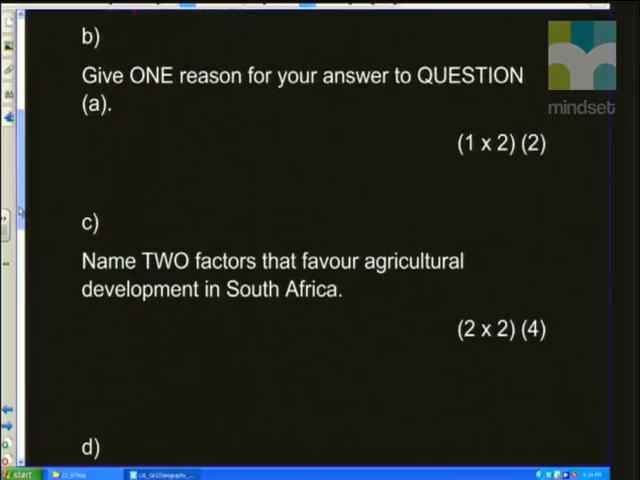 b)
Give ONE reason for your answer to QUESTION
(a).
(1 x 2) (2)
c)
Name TWO factors that favour agricultural
development in South Africa.
(2 x 2) (4)
d)
mindset
start